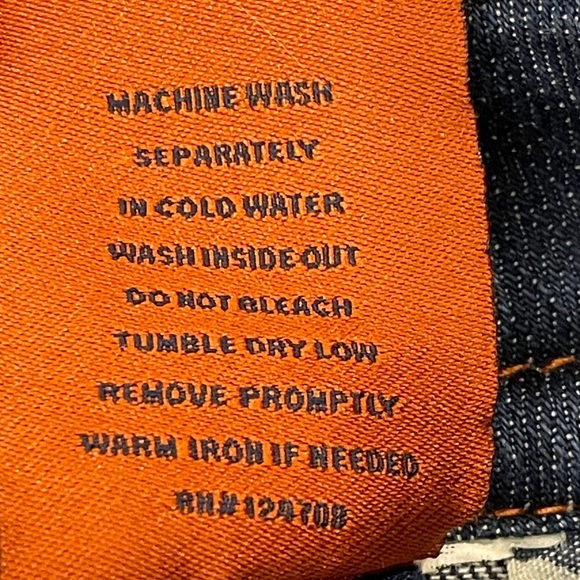 MACHINE WASH
SEPARATELY
IN COLD WATER
WASH INSIDE OUT
DO NOT BLEACH
TUMBLE DRY LOW
REMOVE PROMPTLY
WARM IRON IF NEEDED
RN#124708